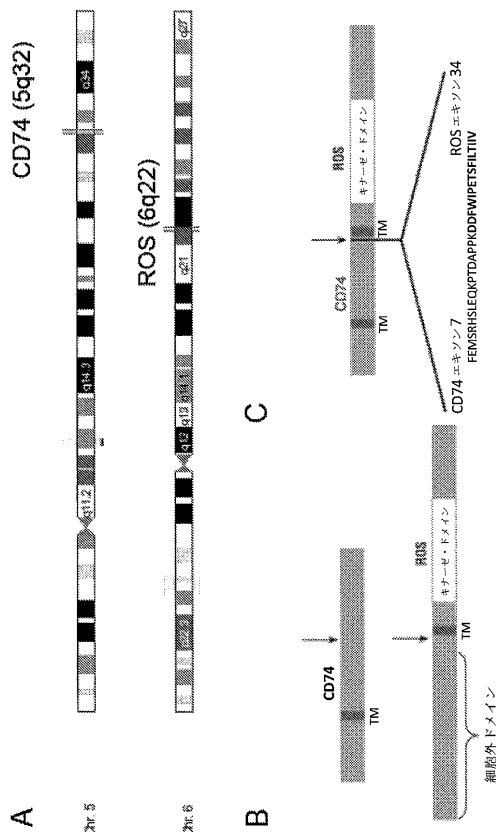 A
CD74 (5q32)
Chr. 5
q11.2
q14.3
q34
ROS (6q22)
Chr. 6
q12
q13
q14.1
q21
q27
B
CD74
TM
ROS
キナーゼ・ドメイン
TM
細胞外ドメイン
C
CD74
ROS
キナーゼ・ドメイン
TM
TM
CD74 エキソン 7
ROS エキソン 34
FEMSRHSLEQKPTDAPPKDDFWIPETSFILTIIV